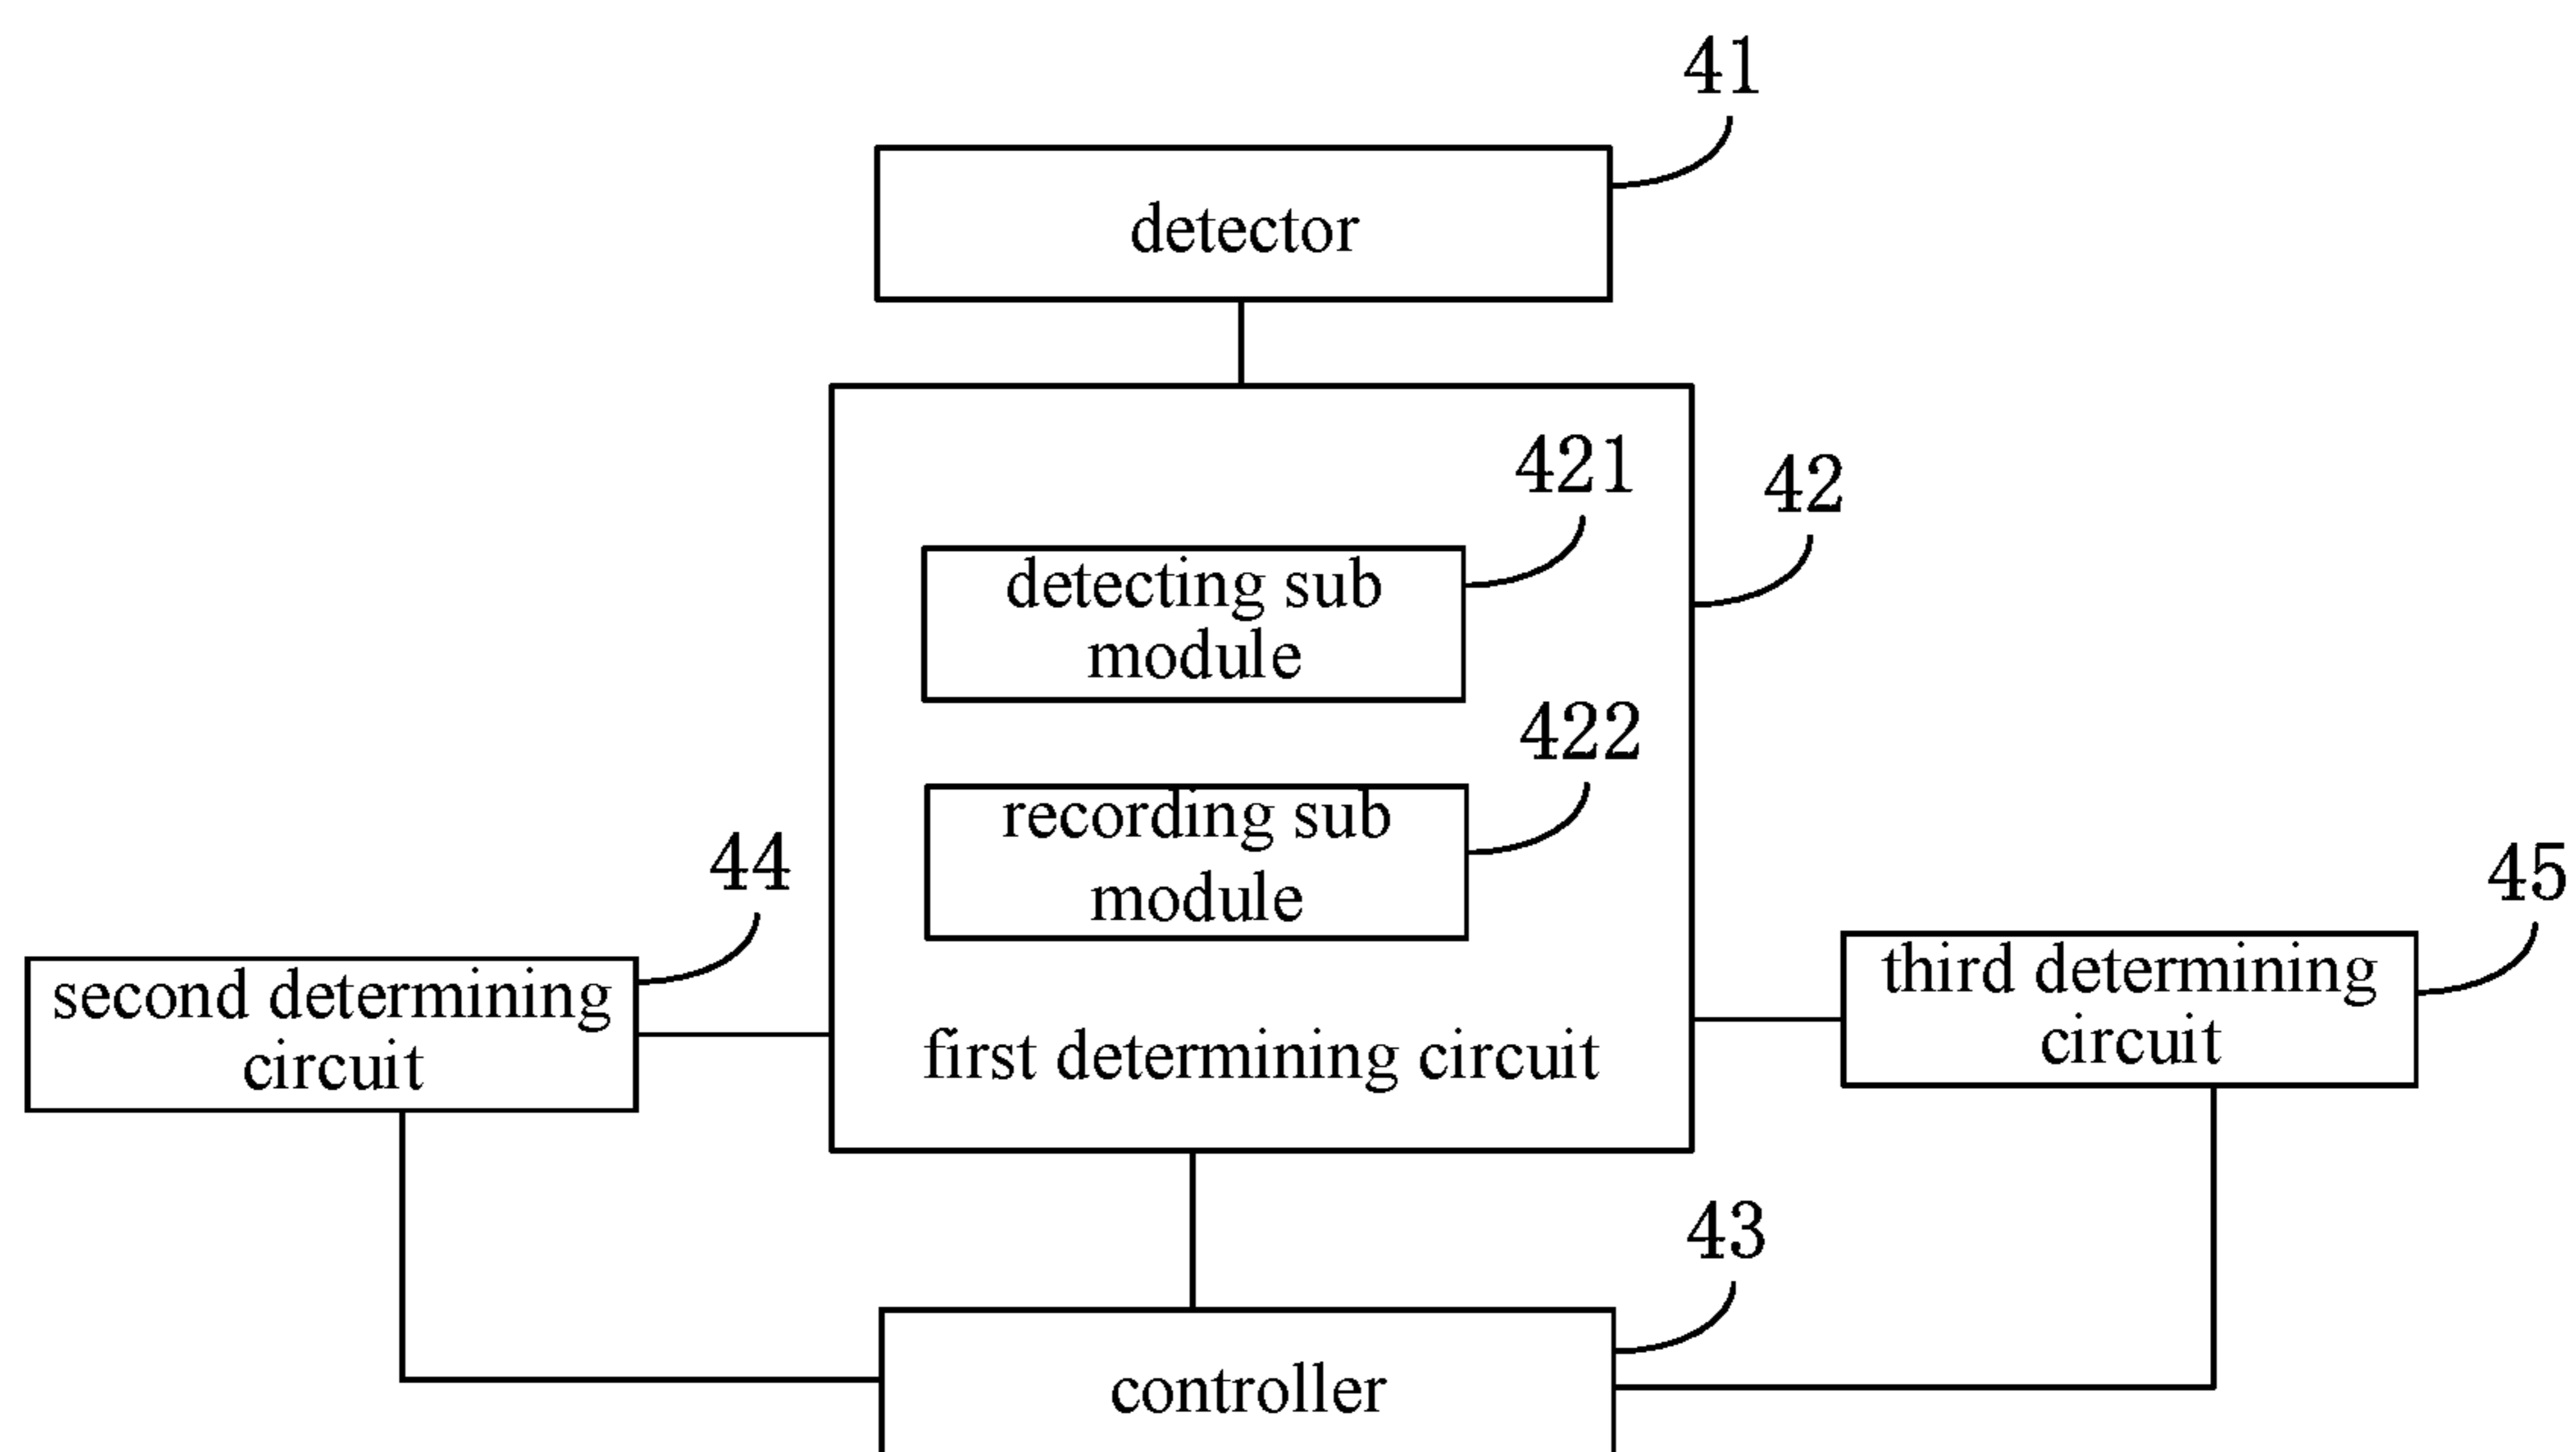 41
detector
421
42
detecting sub
module
422
recording sub
module
44
45
second determining
circuit
first determining circuit
third determining
circuit
43
controller